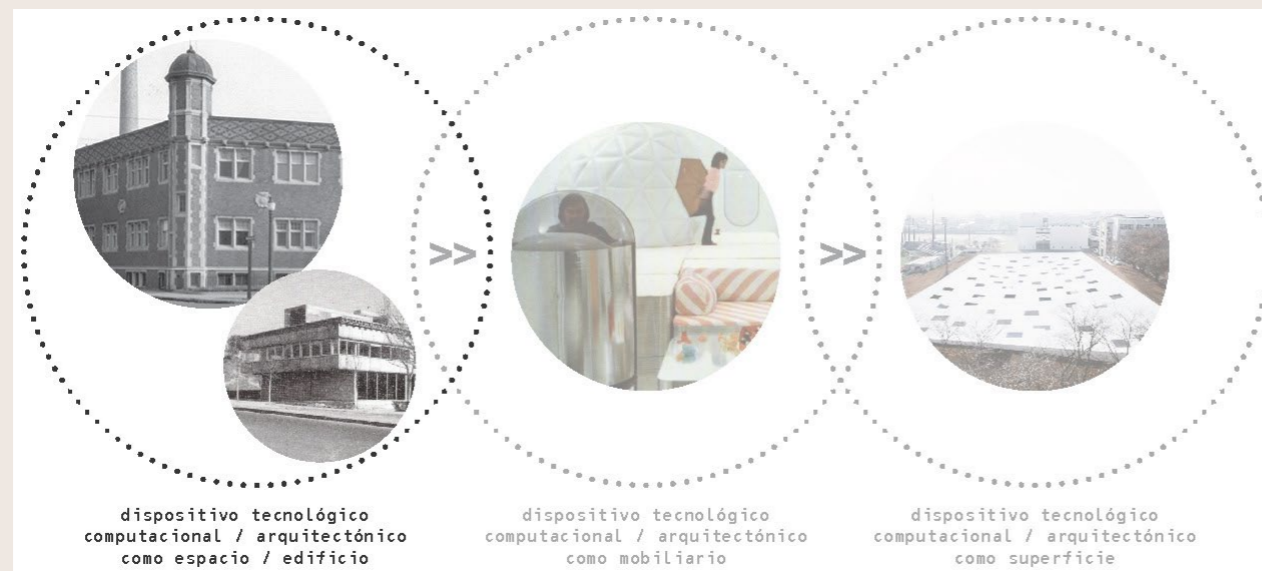 >>
>>
dispositivo tecnológico
computacional / arquitectónico
como espacio / edificio
dispositivo tecnológico
computacional / arquitectónico
como mobiliario
dispositivo tecnológico
computacional / arquitectónico
como superficie